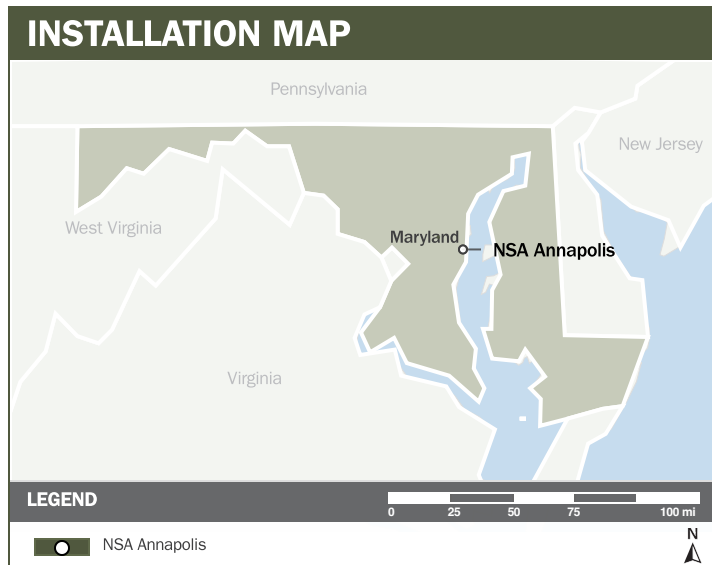 INSTALLATION MAP
Pennsylvania
New Jersey
West Virginia
Maryland
NSA Annapolis
Virginia
LEGEND
0 25 50 75 100 mi
NSA Annapolis
N